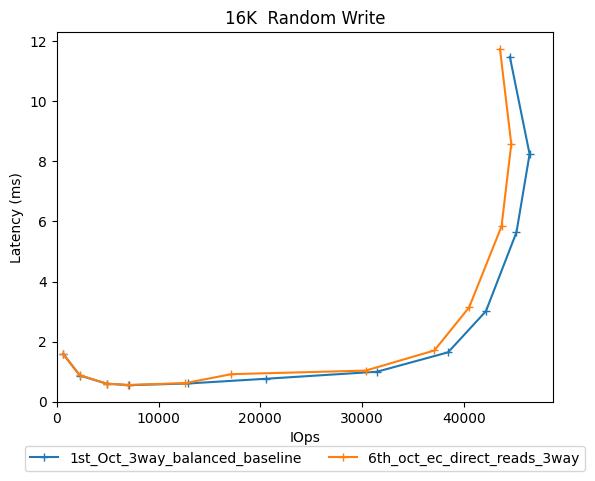 16K  Random Write
Latency (ms)
12
10
8
6
4
2
0
0 10000 20000 30000 40000
IOps
1st_Oct_3way_balanced_baseline 6th_oct_ec_direct_reads_3way